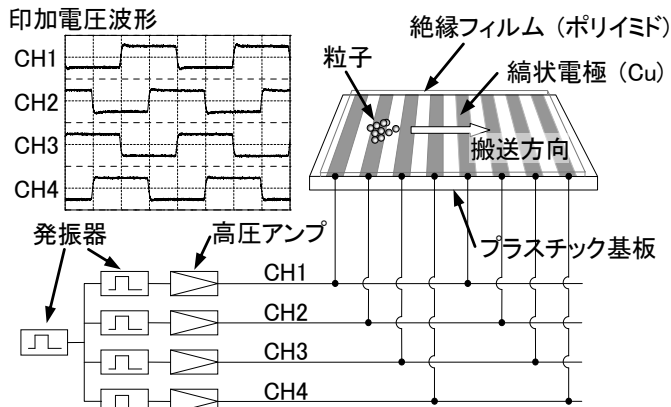 印加電圧波形
CH1
CH2
CH3
CH4
絶縁フィルム (ポリイミド)
粒子
縞状電極 (Cu)
搬送方向
発振器
高圧アンプ
プラスチック基板
CH1
CH2
CH3
CH4